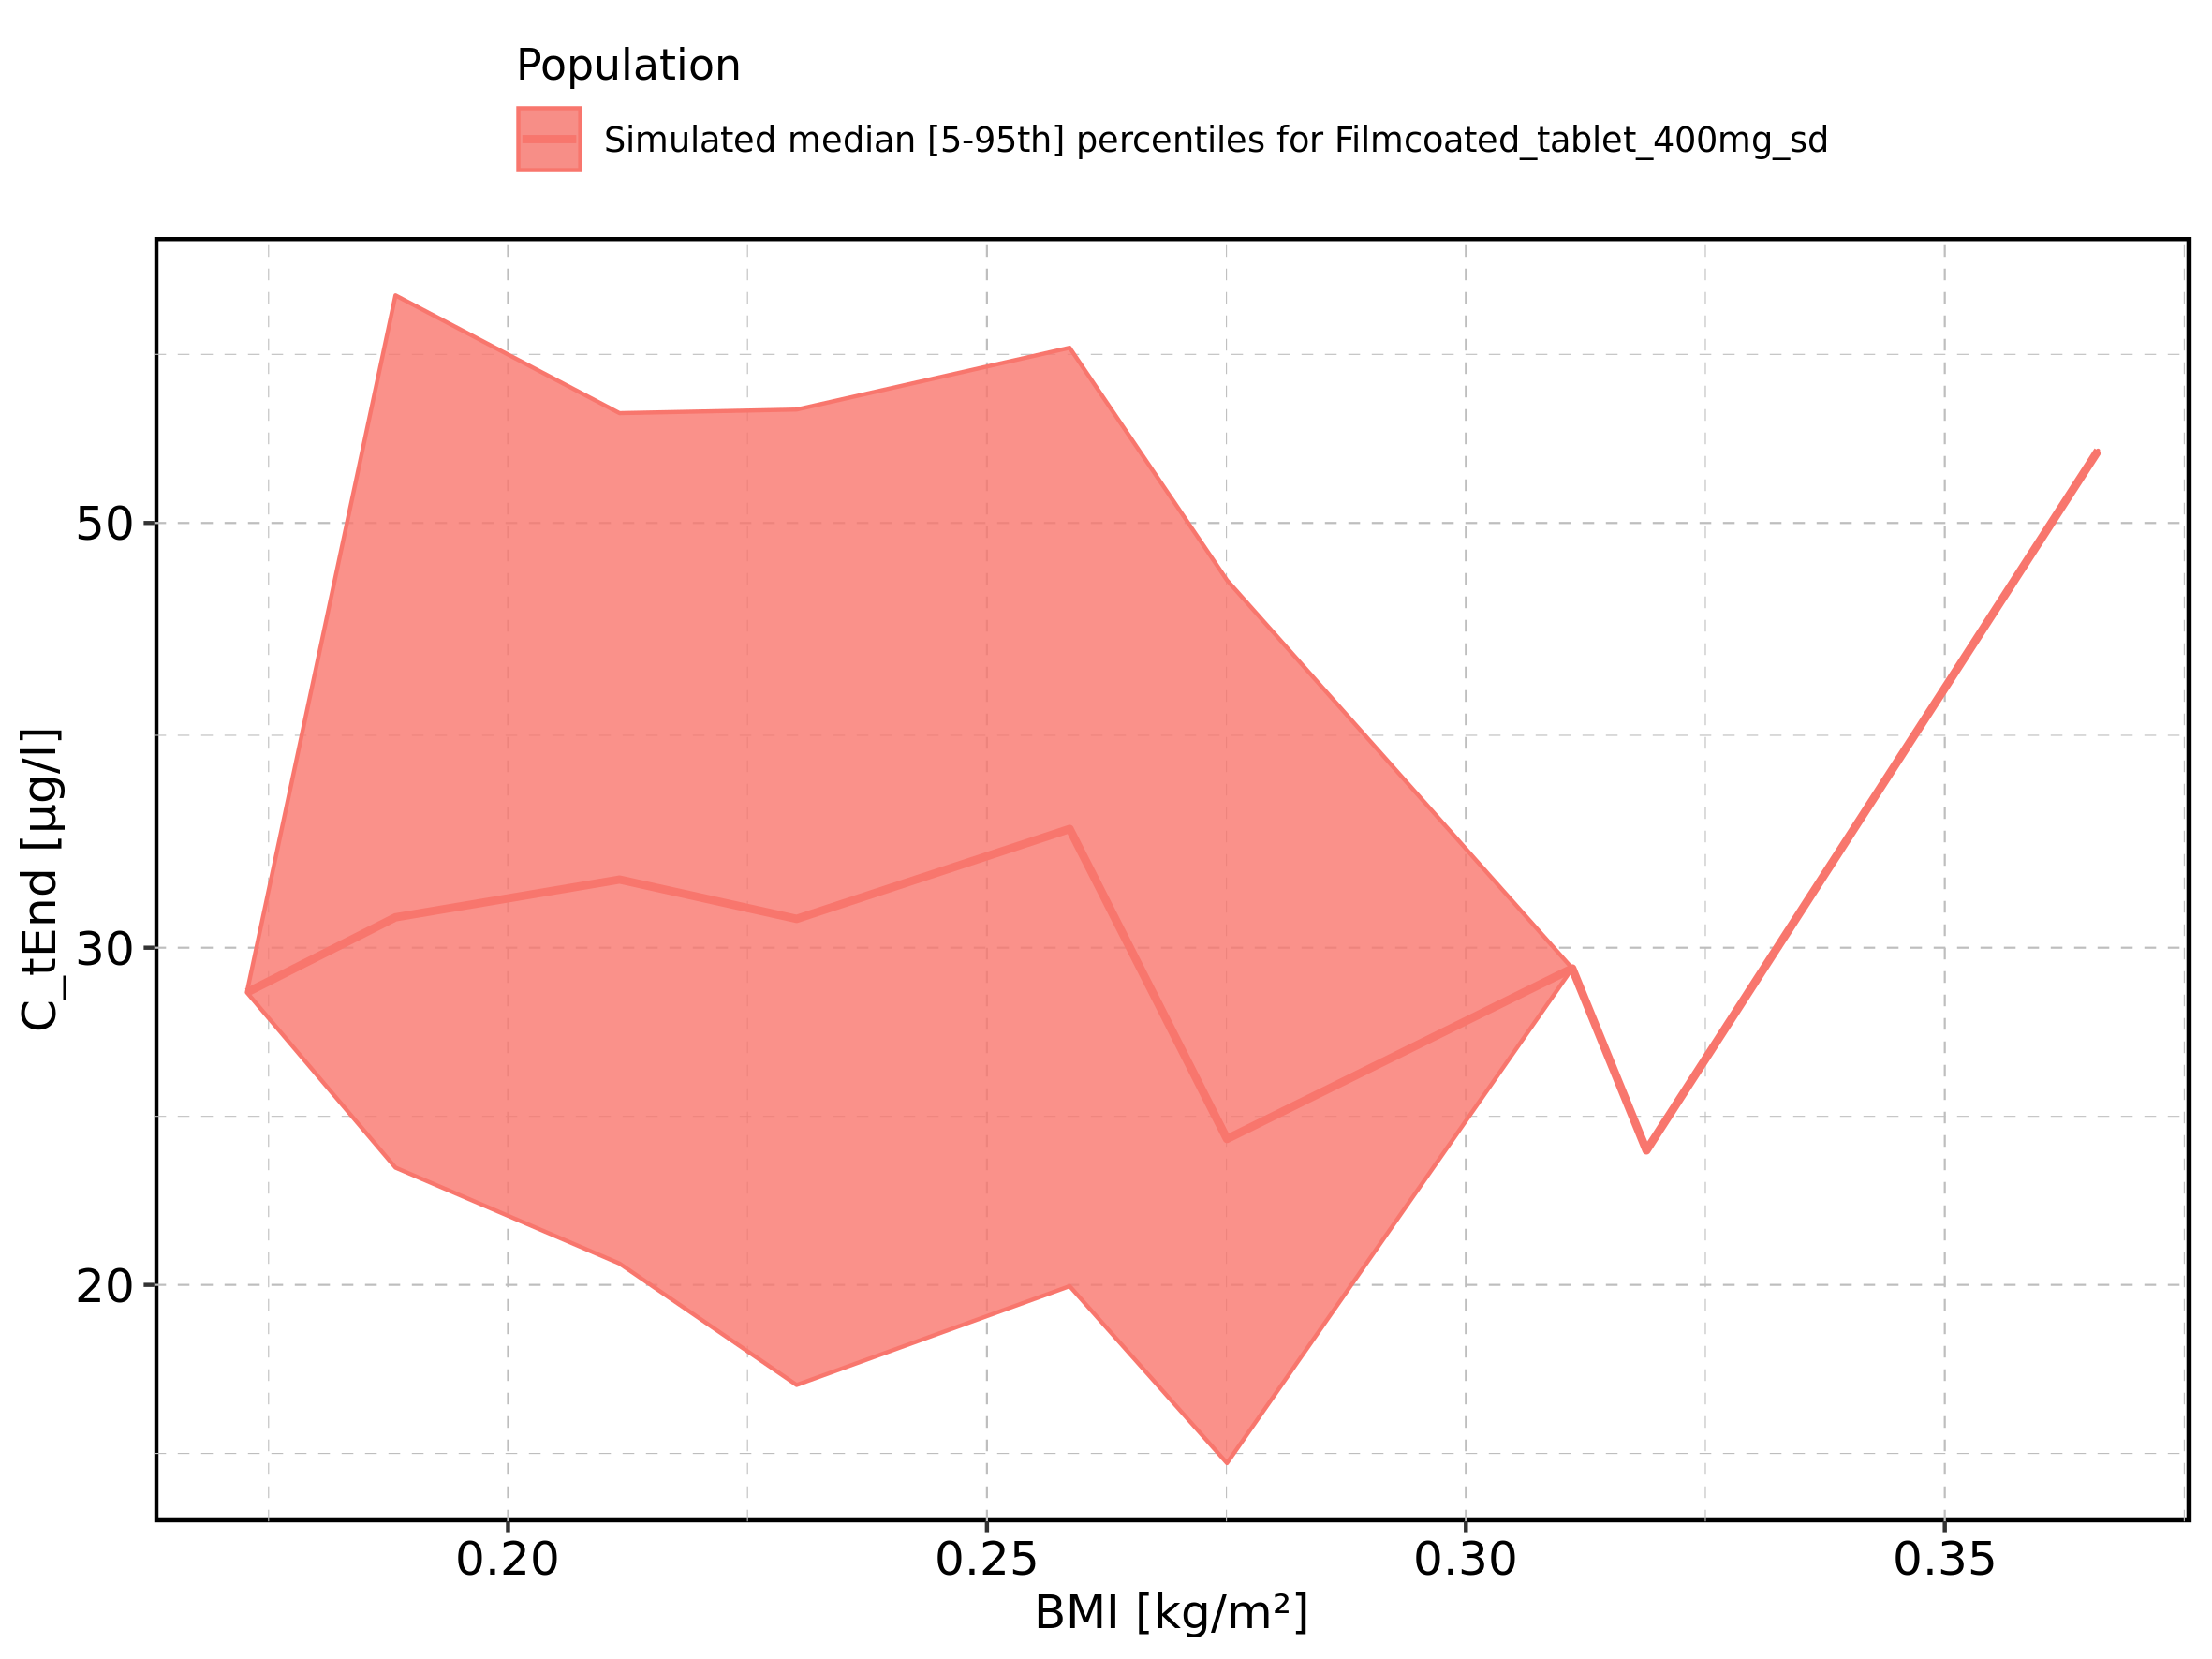 Population
Simulated median [5-95th] percentiles for Filmcoated_tablet_400mg_sd
C_tEnd [µg/l]
50
30
20
0.20
0.25
0.30
0.35
BMI [kg/m²]